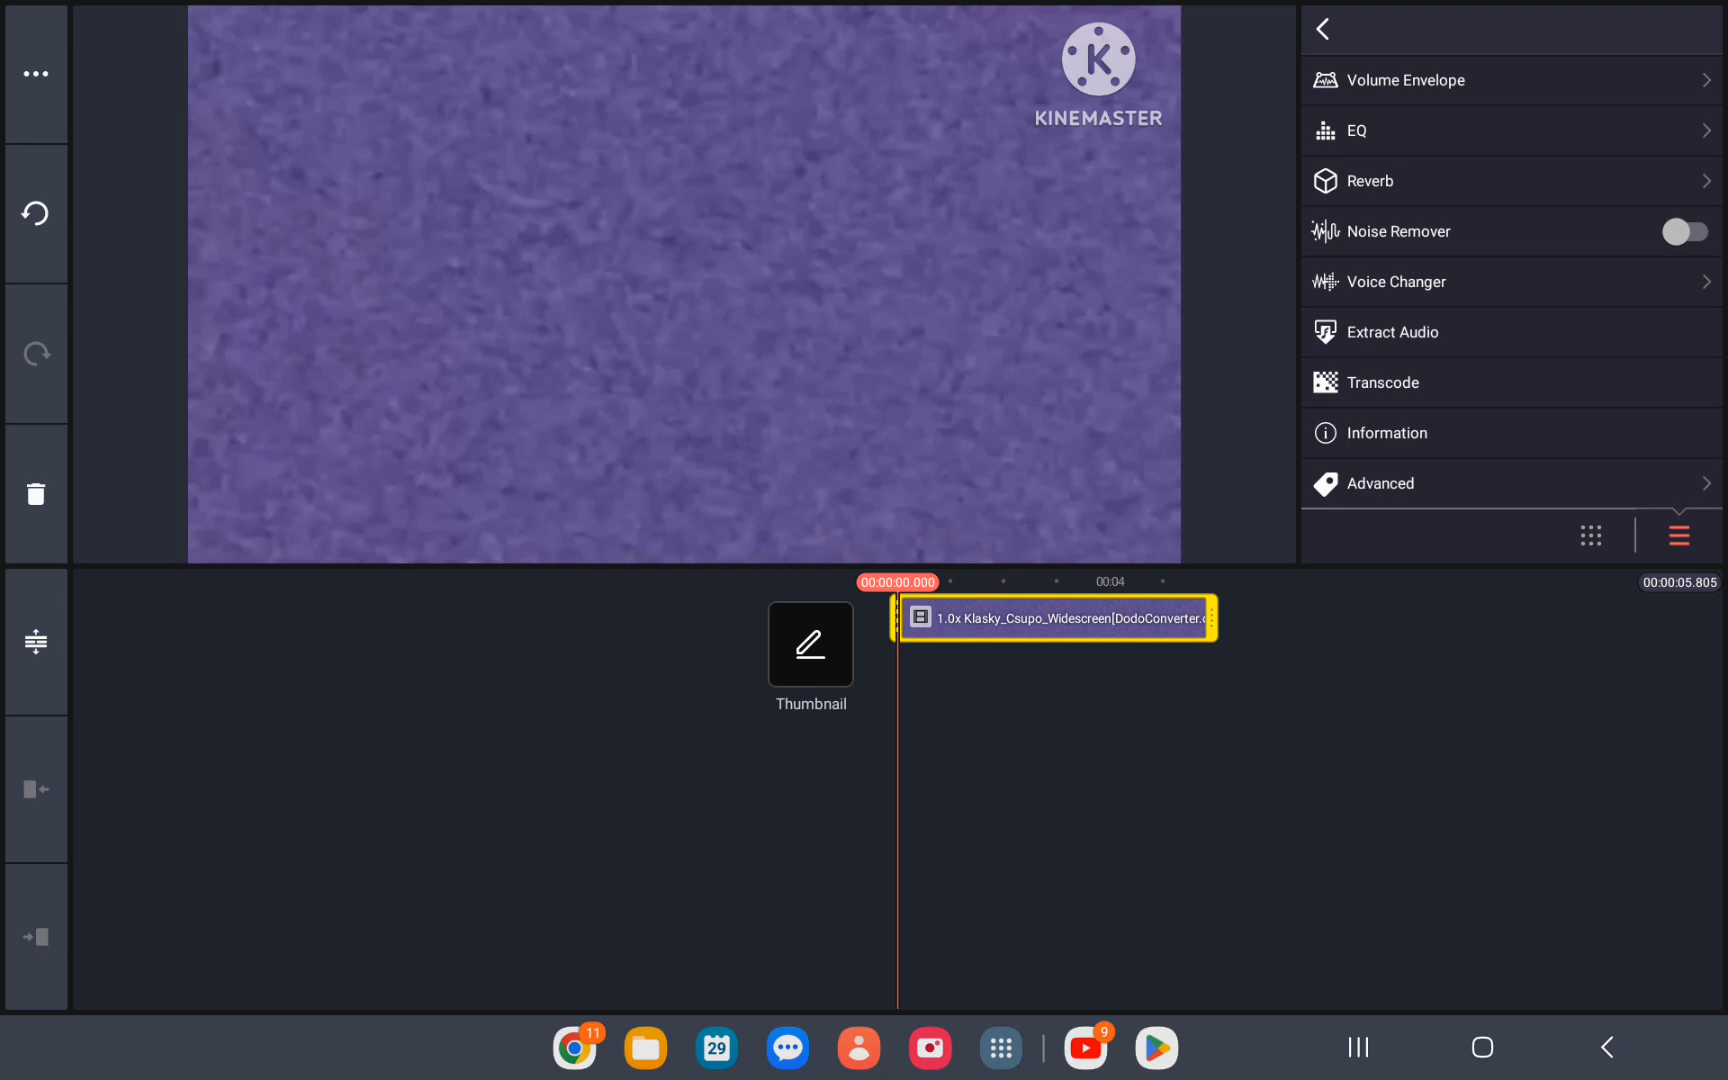 K
KINEMASTER
Volume Envelope
EQ
Reverb
Noise Remover
Voice Changer
Extract Audio
Transcode
Information
Advanced
00:00:00.000
00:04
00:00:05.805
1.0x Klasky_Csupo_Widescreen[DodoConverter.c
Thumbnail
11
29
9